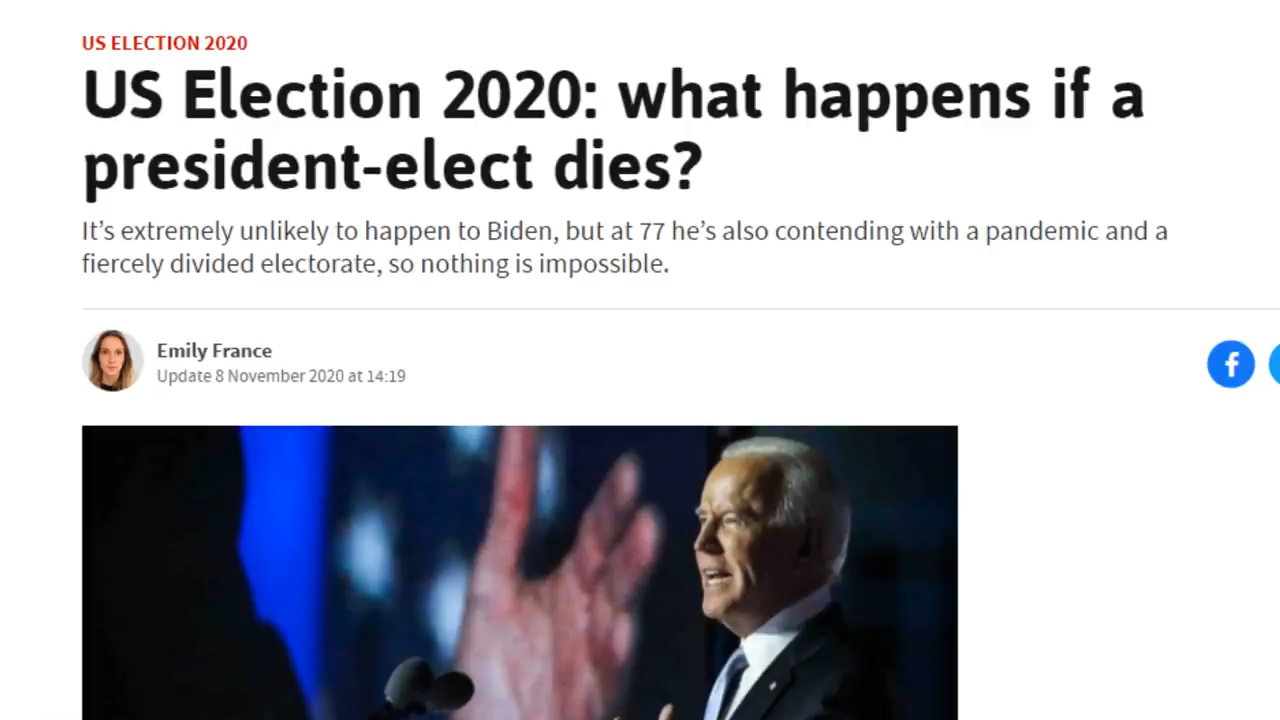 US ELECTION 2020
US Election 2020: what happens if a
president-elect dies?
It’s extremely unlikely to happen to Biden, but at 77 he’s also contending with a pandemic and a
fiercely divided electorate, so nothing is impossible.
Emily France
Update 8 November 2020 at 14:19